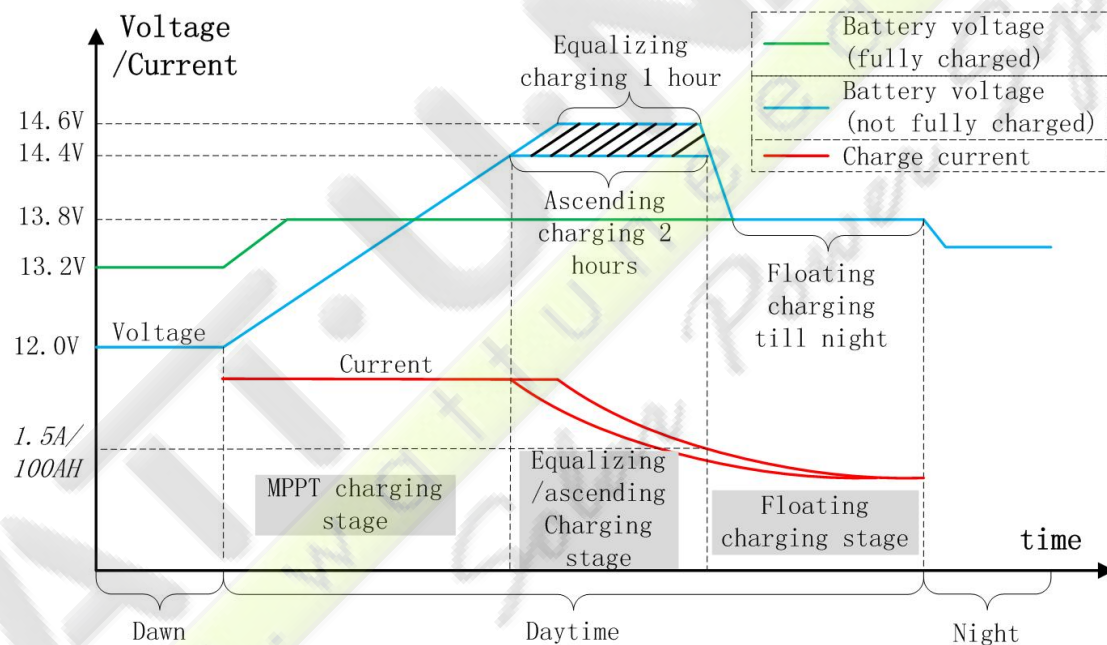 Voltage
/Current
Equalizing
charging 1 hour
Battery voltage
(fully charged)
Battery voltage
(not fully charged)
Charge current
14.6V
14.4V
13.8V
13.2V
12.0V
Ascending
charging 2
hours
Floating
charging
till night
Voltage
Current
1.5A/
100AH
MPPT charging
stage
Equalizing
/ascending
Charging
stage
Floating
charging stage
time
Dawn
Daytime
Night